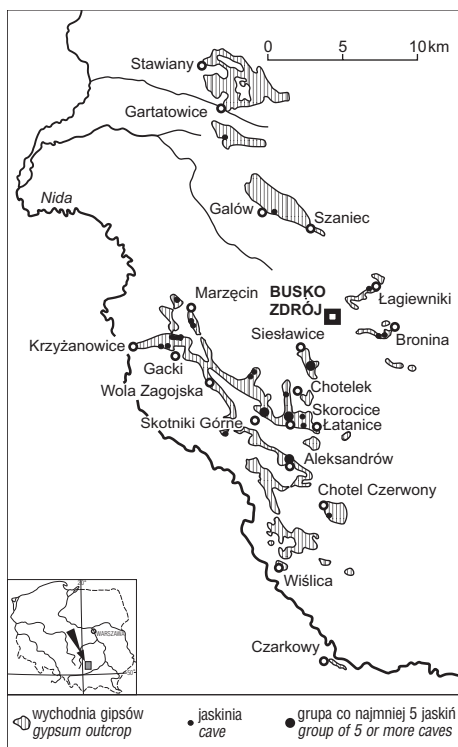 0 5 10 km
Stawiany
Gartatowice
Nida
Galów
Szaniec
Marzęcin
BUSKO
ZDRÓJ
Łagiewniki
Siesławice
Bronina
Krzyżanowice
Gacki
Chotelek
Wola Zagojska
Skorocice
Skotniki Górne
Łatanice
Aleksandrów
Chotel Czerwony
Wiślica
Czarkowy
20°
WARSZAWA
50°
wychodnia gipsów
gypsum outcrop
jaskinia
cave
grupa co najmniej 5 jaskiń
group of 5 or more caves